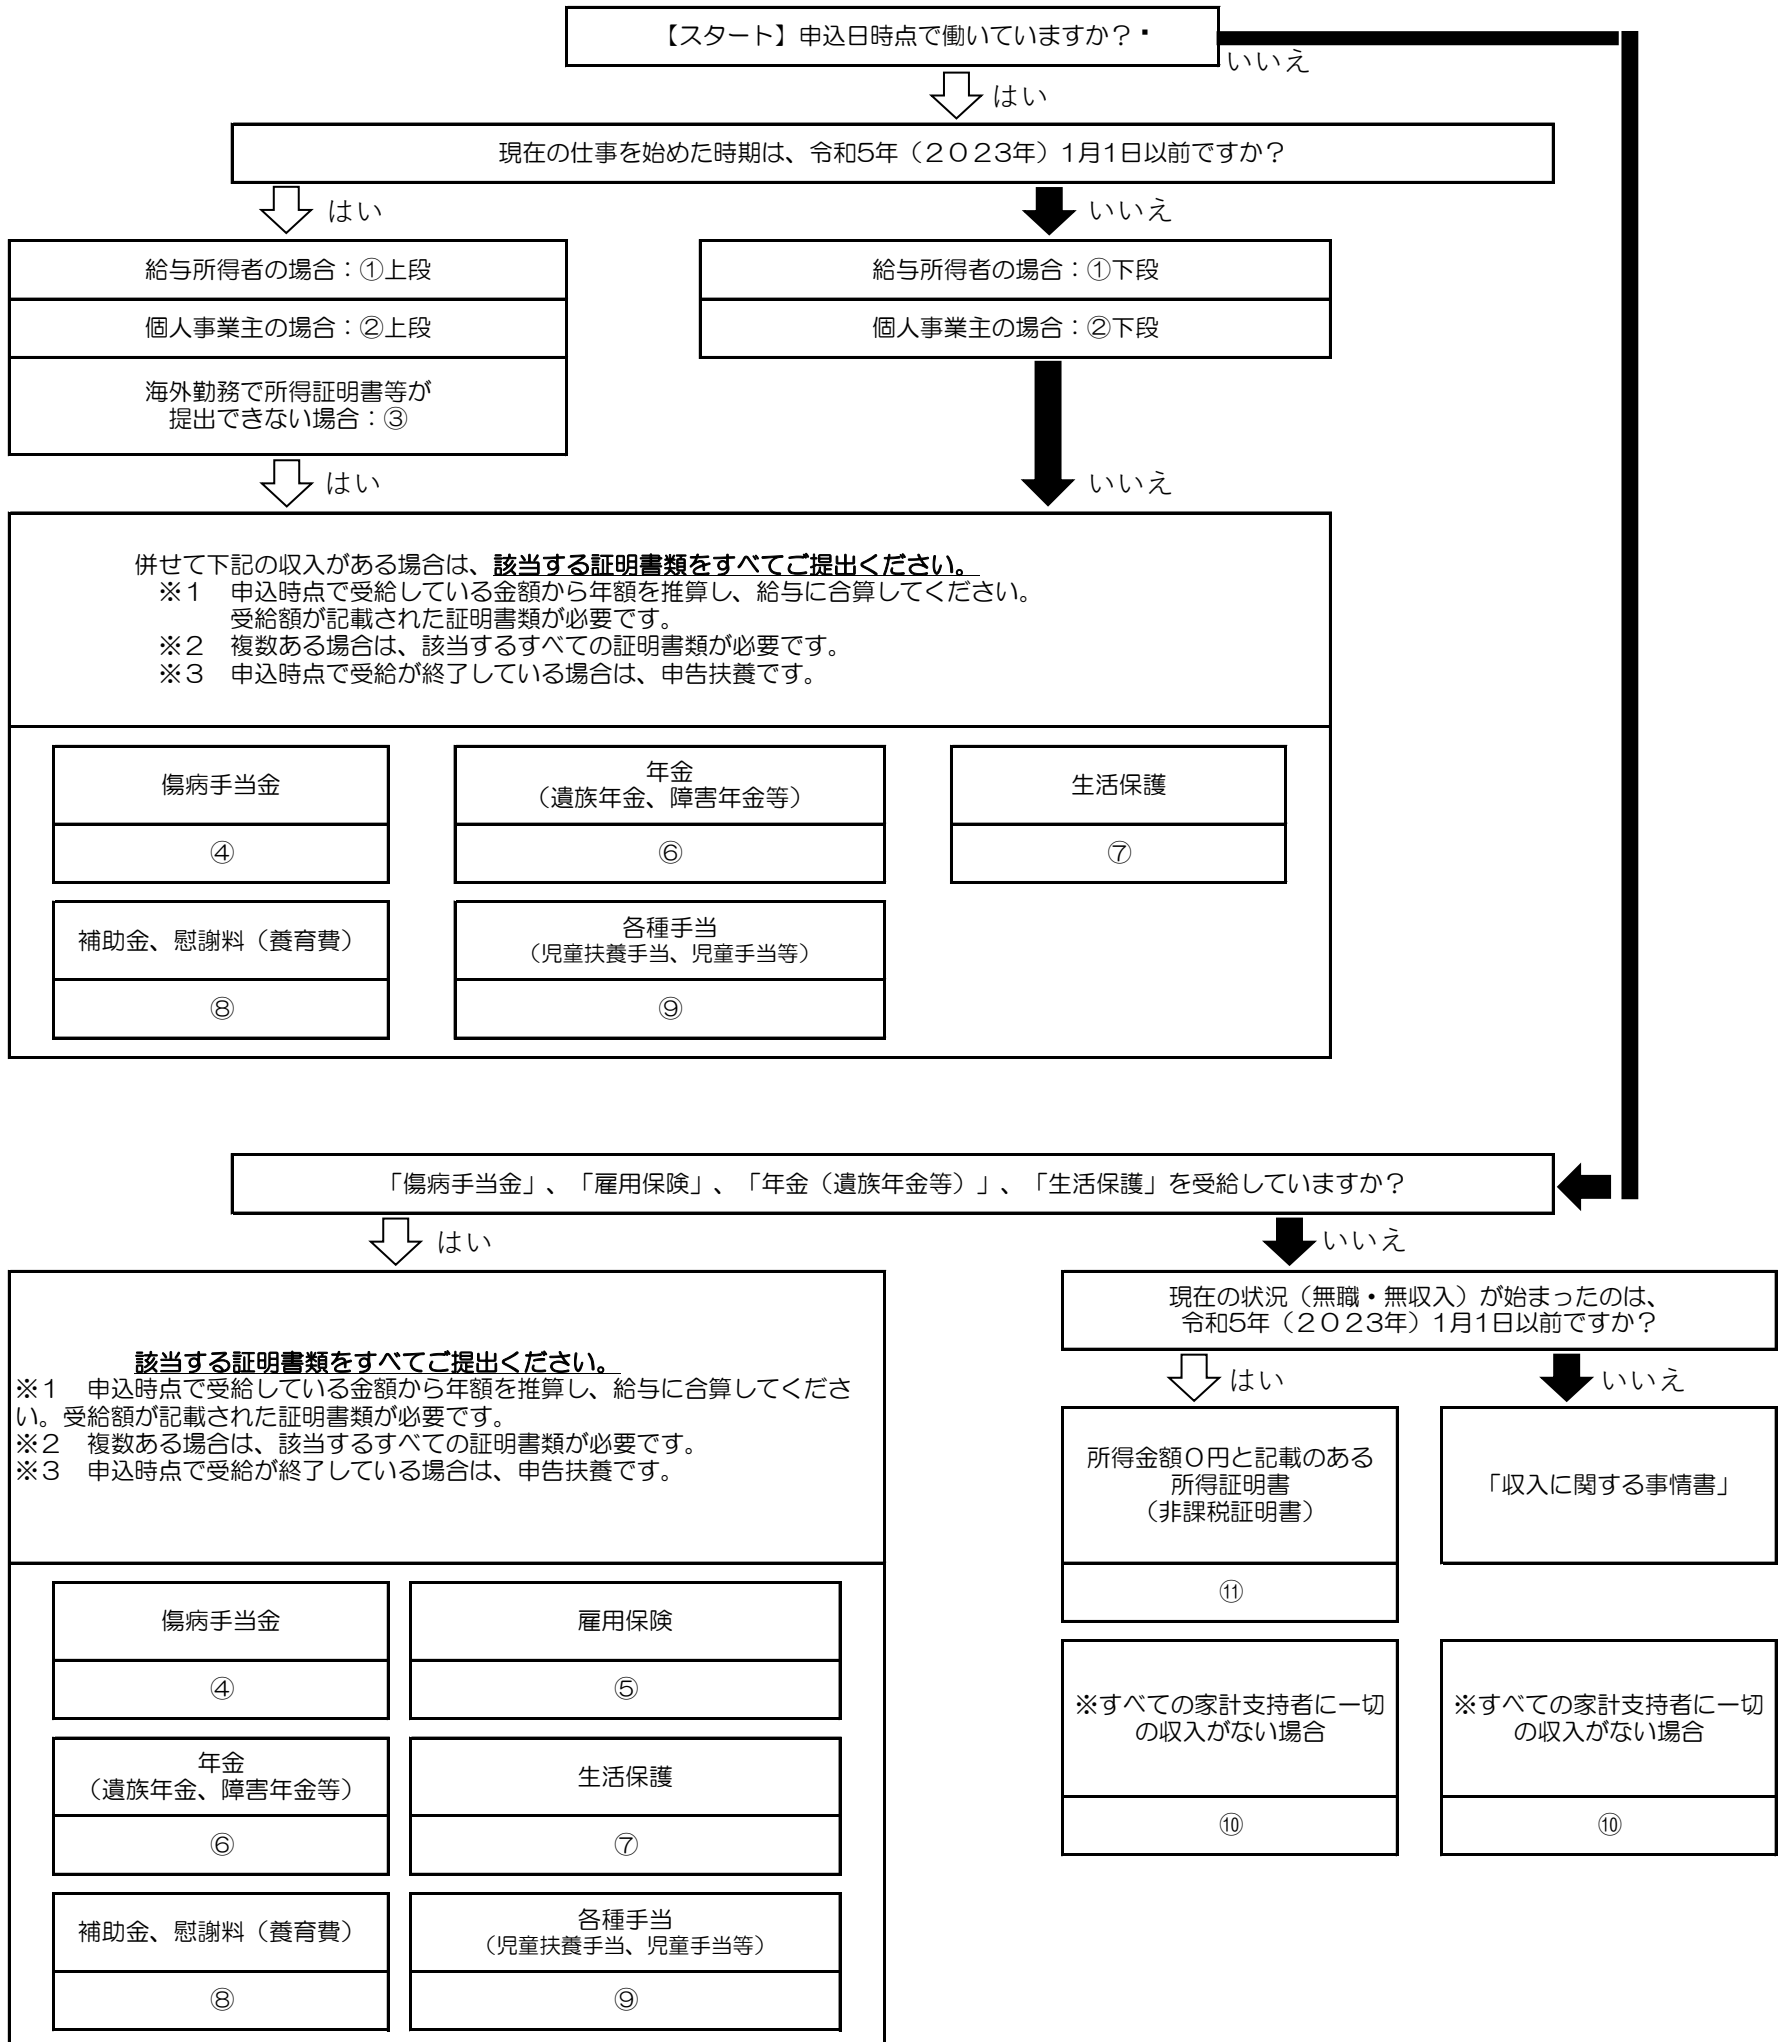 【スタート】申込日時点で働いていますか？▪
いいえ
はい
現在の仕事を始めた時期は、令和5年（２０２３年）1月1日以前ですか？
はい
いいえ
給与所得者の場合：①上段
個人事業主の場合：②上段
海外勤務で所得証明書等が
提出できない場合：③
給与所得者の場合：①下段
個人事業主の場合：②下段
はい
いいえ
併せて下記の収入がある場合は、該当する証明書類をすべてご提出ください。
※１　申込時点で受給している金額から年額を推算し、給与に合算してください。
受給額が記載された証明書類が必要です。
※２　複数ある場合は、該当するすべての証明書類が必要です。
※３　申込時点で受給が終了している場合は、申告扶養です。
傷病手当金
④
年金
（遺族年金、障害年金等）
⑥
生活保護
⑦
補助金、慰謝料（養育費）
⑧
各種手当
（児童扶養手当、児童手当等）
⑨
「傷病手当金」、「雇用保険」、「年金（遺族年金等）」、「生活保護」を受給していますか？
はい
いいえ
該当する証明書類をすべてご提出ください。
※１　申込時点で受給している金額から年額を推算し、給与に合算してくださ
い。受給額が記載された証明書類が必要です。
※２　複数ある場合は、該当するすべての証明書類が必要です。
※３　申込時点で受給が終了している場合は、申告扶養です。
傷病手当金
④
雇用保険
⑤
年金
（遺族年金、障害年金等）
⑥
生活保護
⑦
補助金、慰謝料（養育費）
⑧
各種手当
（児童扶養手当、児童手当等）
⑨
現在の状況（無職・無収入）が始まったのは、
令和5年（２０２３年）1月1日以前ですか？
はい
いいえ
所得金額０円と記載のある
所得証明書
（非課税証明書）
⑪
「収入に関する事情書」
※すべての家計支持者に一切
の収入がない場合
⑩
※すべての家計支持者に一切
の収入がない場合
⑩